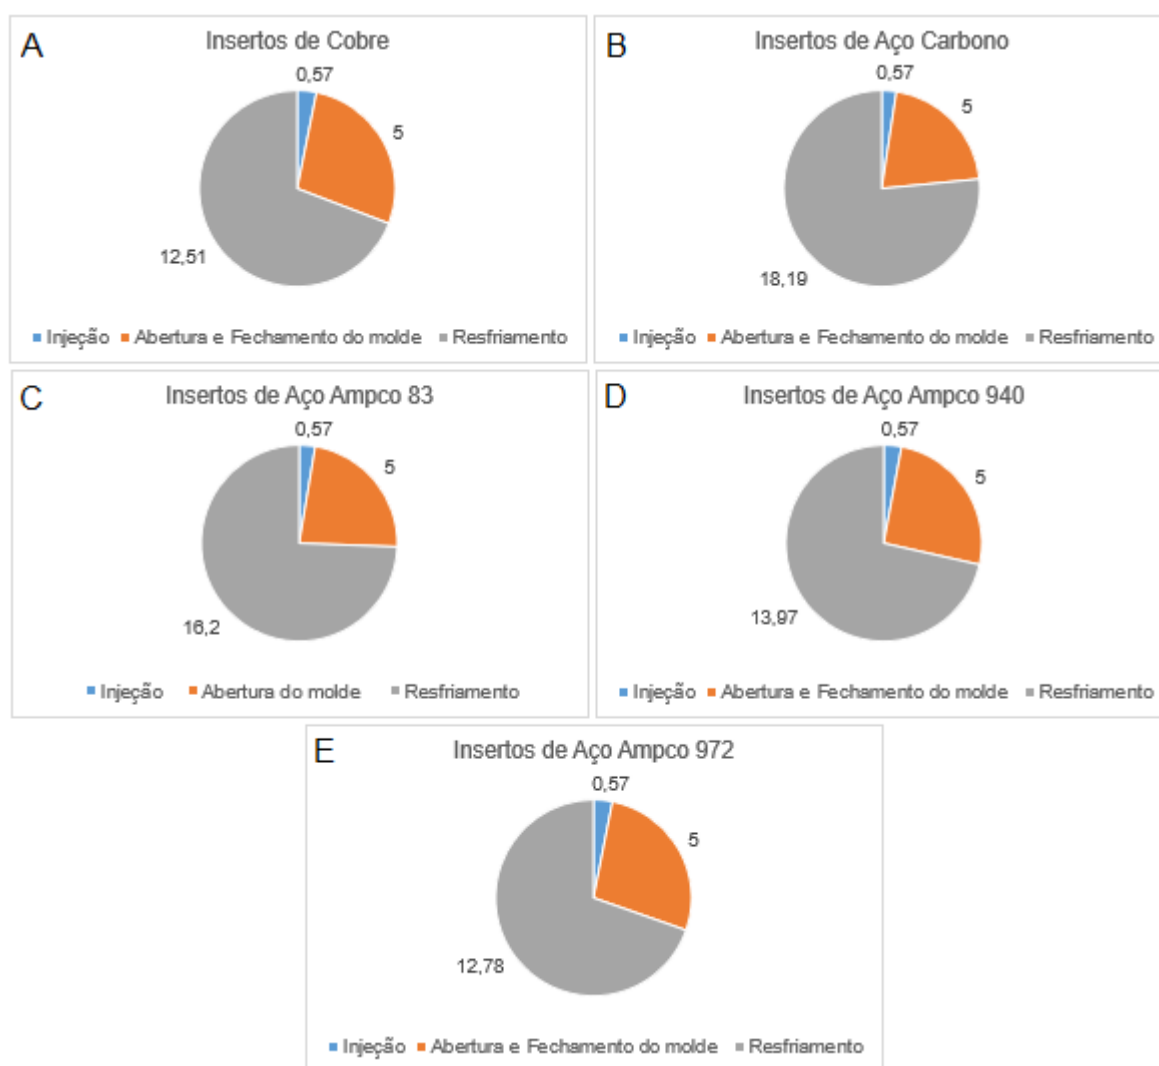 A
Insertos de Cobre
0,57
5
12,51
Injeção Abertura e Fechamento do molde Resfriamento
B
Insertos de Aço Carbono
0,57
5
18,19
Injeção Abertura e Fechamento do molde Resfriamento
C
Insertos de Aço Ampco 83
0,57
5
16,2
Injeção Abertura do molde Resfriamento
D
Insertos de Aço Ampco 940
0,57
5
13,97
Injeção Abertura e Fechamento do molde Resfriamento
E
Insertos de Aço Ampco 972
0,57
5
12,78
Injeção Abertura e Fechamento do molde Resfriamento